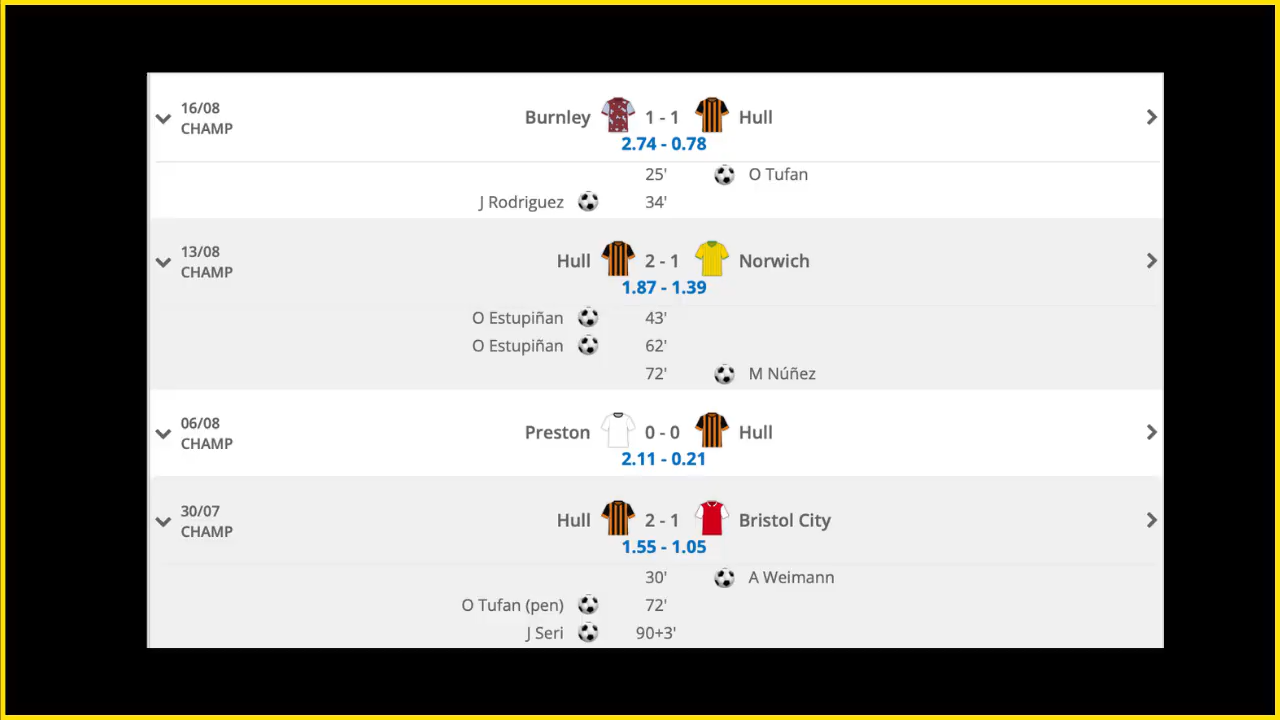 16/08
CHAMP
Burnley 1 - 1 Hull
2.74 - 0.78
25' O Tufan
J Rodriguez 34'
13/08
CHAMP
Hull 2 - 1 Norwich
1.87 - 1.39
O Estupiñan 43'
O Estupiñan 62'
72' M Núñez
06/08
CHAMP
Preston 0 - 0 Hull
2.11 - 0.21
30/07
CHAMP
Hull 2 - 1 Bristol City
1.55 - 1.05
30' A Weimann
O Tufan (pen) 72'
J Seri 90+3'